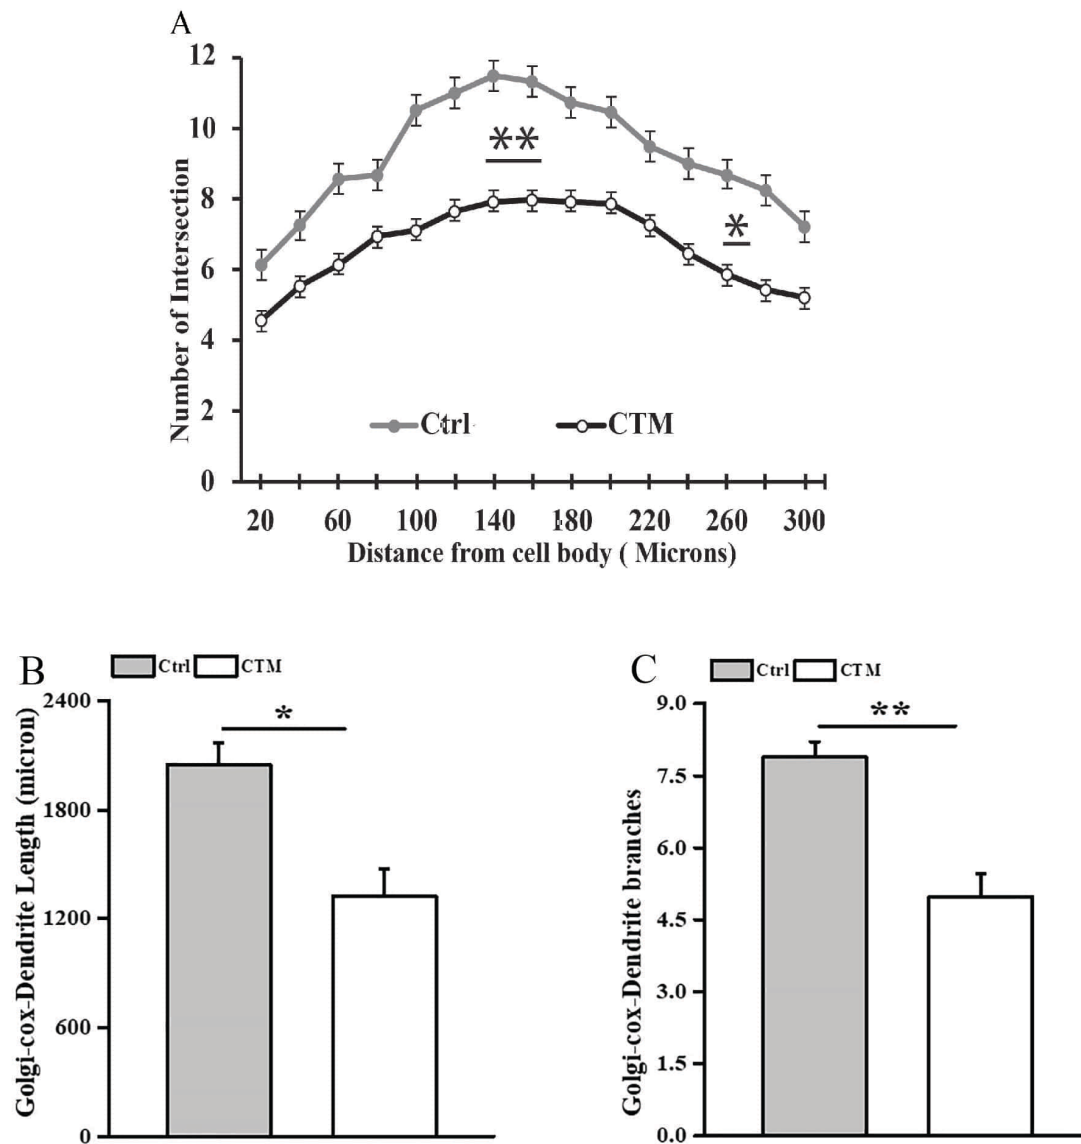 A
12
10
8
6
4
2
0
Number of Intersection
**
*
Ctrl CTM
20 60 100 140 180 220 260 300
Distance from cell body ( Microns)
B
Ctrl CTM
2400
1800
1200
600
0
Golgi-cox-Dendrite Length (micron)
*
C
Ctrl CTM
9.0
7.5
6.0
4.5
3.0
1.5
0.0
Golgi-cox-Dendrite branches
**